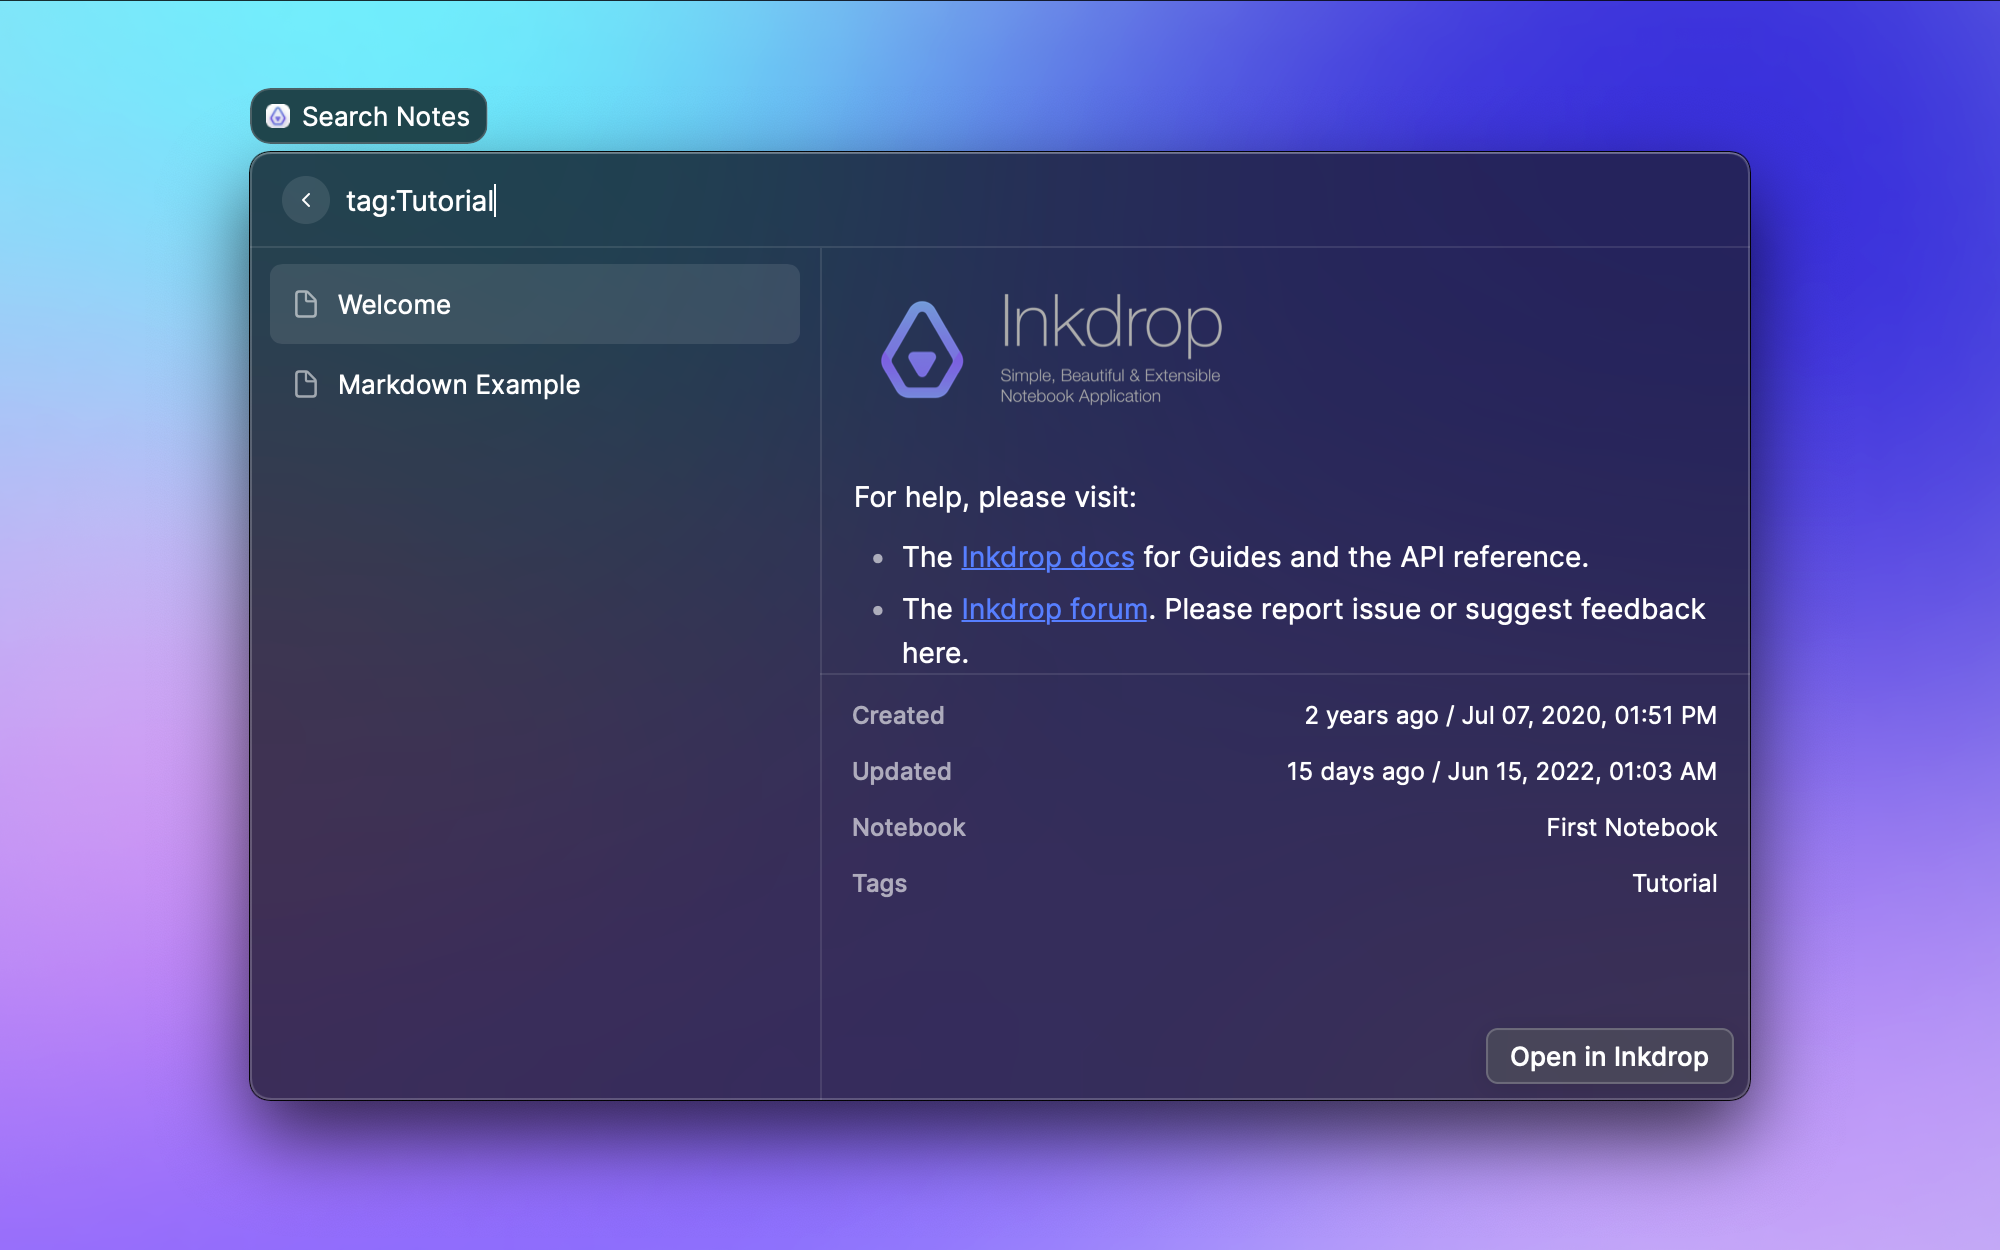 Search Notes
tag:Tutorial
Welcome
Markdown Example
Inkdrop
Simple, Beautiful & Extensible
Notebook Application
For help, please visit:
• The Inkdrop docs for Guides and the API reference.
• The Inkdrop forum. Please report issue or suggest feedback
here.
Created 2 years ago / Jul 07, 2020, 01:51 PM
Updated 15 days ago / Jun 15, 2022, 01:03 AM
Notebook First Notebook
Tags Tutorial
Open in Inkdrop